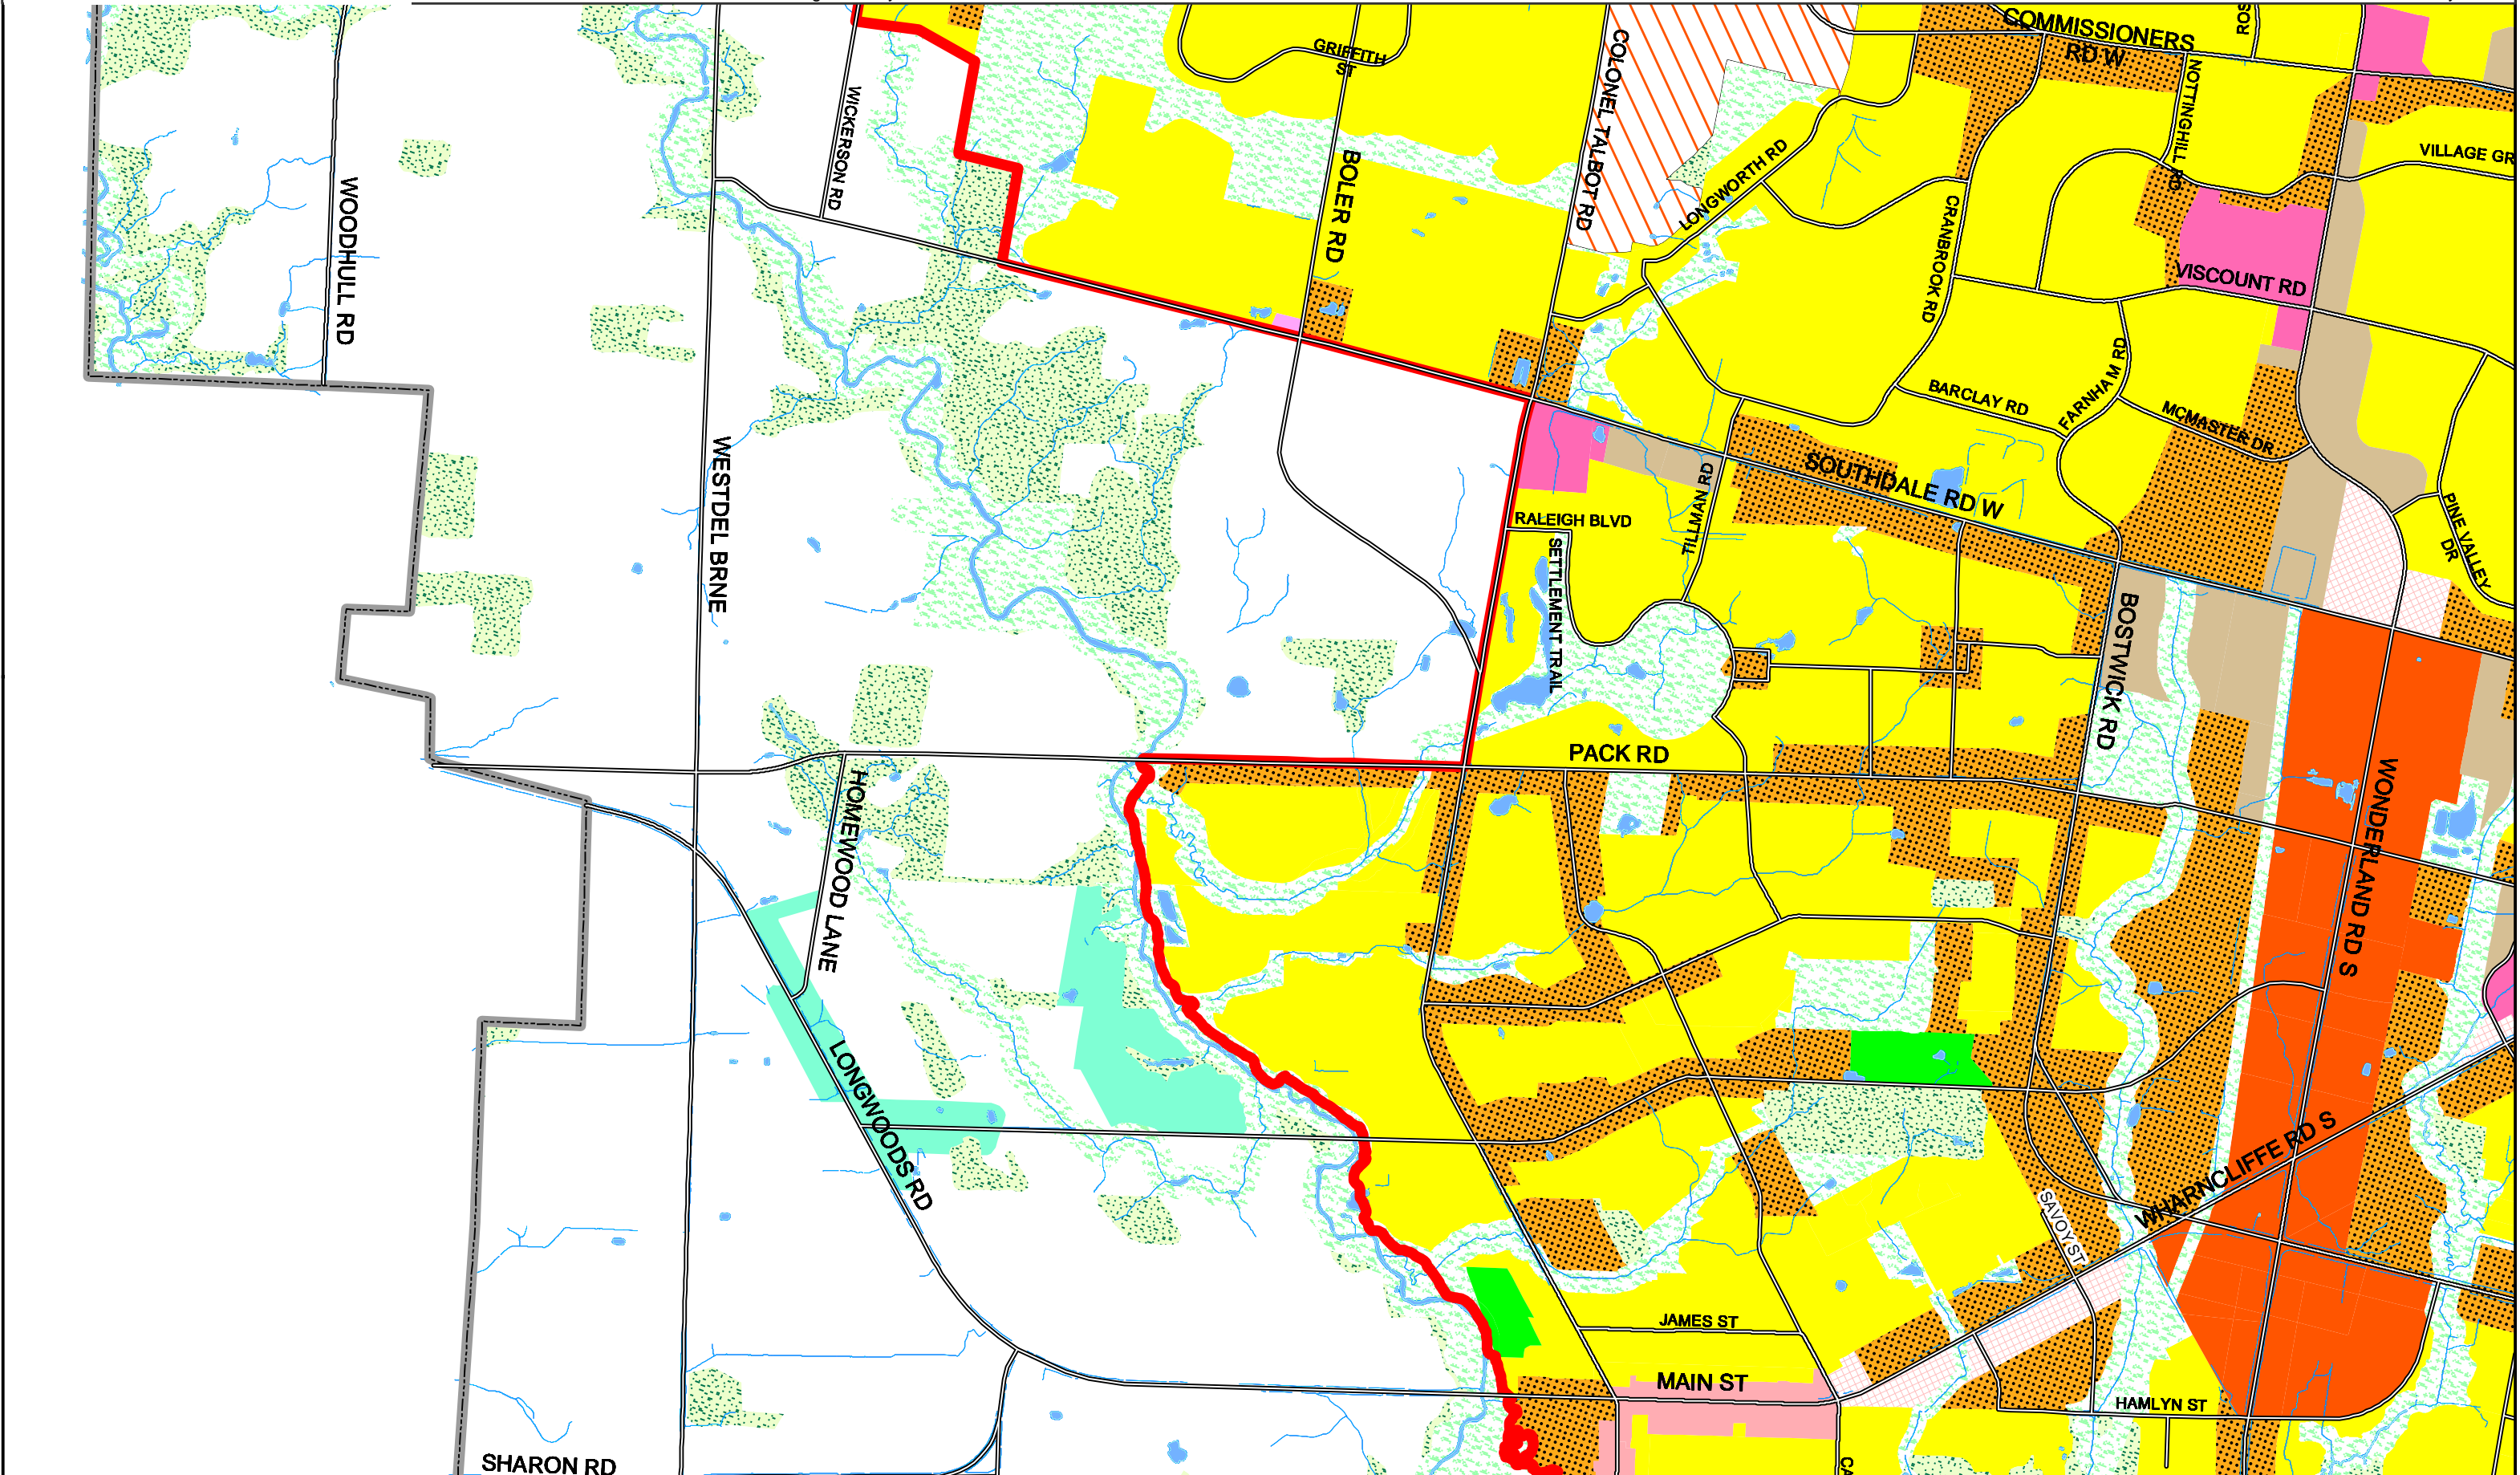 COMMISSIONERS
RD W
ROS
GRIFFITH
ST
COLONEL TALBOT RD
NOTTINGHILL RD
WICKERSON RD
VILLAGE GR
LONGWORTH RD
BOLER RD
WOODHULL RD
CRANBROOK RD
VISCOUNT RD
FARNHAM RD
BARCLAY RD
MCMASTER DR
WESTDEL BRNE
SOUTHDALE RD W
TILLMAN RD
PINE VALLEY
DR
RALEIGH BLVD
SETTLEMENT TRAIL
BOSTWICK RD
PACK RD
WONDERLAND RD S
HOMEWOOD LANE
LONGWOODS RD
WHARNCLIFFE RD S
SAVOY ST
JAMES ST
MAIN ST
HAMLYN ST
SHARON RD
CA